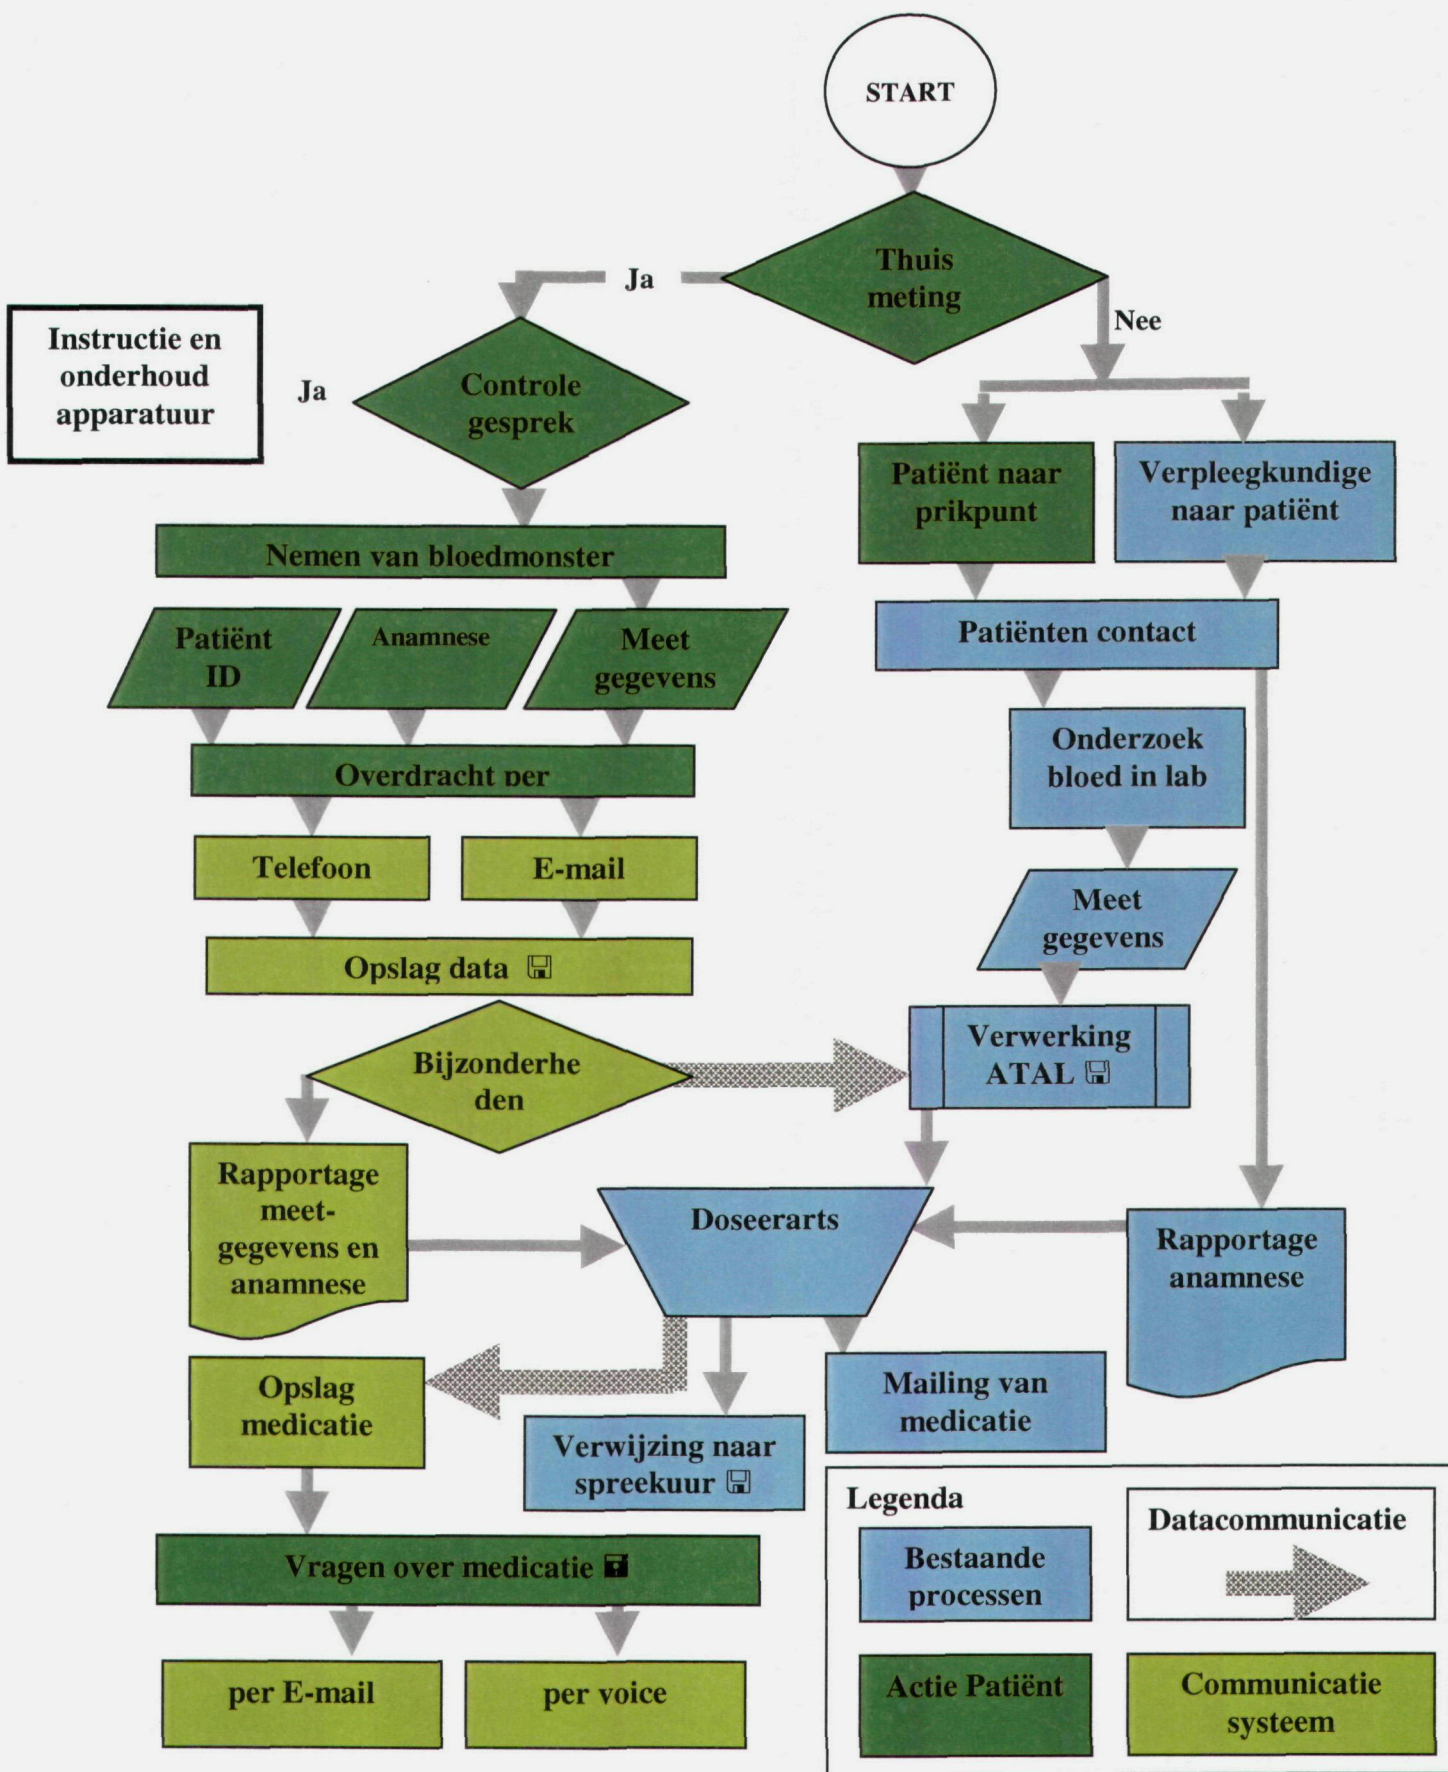 START
Thuis
meting
Ja
Nee
Instructie en
onderhoud
apparatuur
Ja
Controle
gesprek
Patiënt naar
prikpunt
Verpleegkundige
naar patiënt
Nemen van bloedmonster
Patiënt
ID
Anamnese
Meet
gegevens
Patiënten contact
Overdracht per
Onderzoek
bloed in lab
Telefoon
E-mail
Meet
gegevens
Opslag data
Bijzonderhe
den
Verwerking
ATAL
Rapportage
meet-
gegevens en
anamnese
Doseerarts
Rapportage
anamnese
Opslag
medicatie
Mailing van
medicatie
Verwijzing naar
spreekuur
Vragen over medicatie
per E-mail
per voice
Legenda
Bestaande
processen
Datacommunicatie
Actie Patiënt
Communicatie
systeem